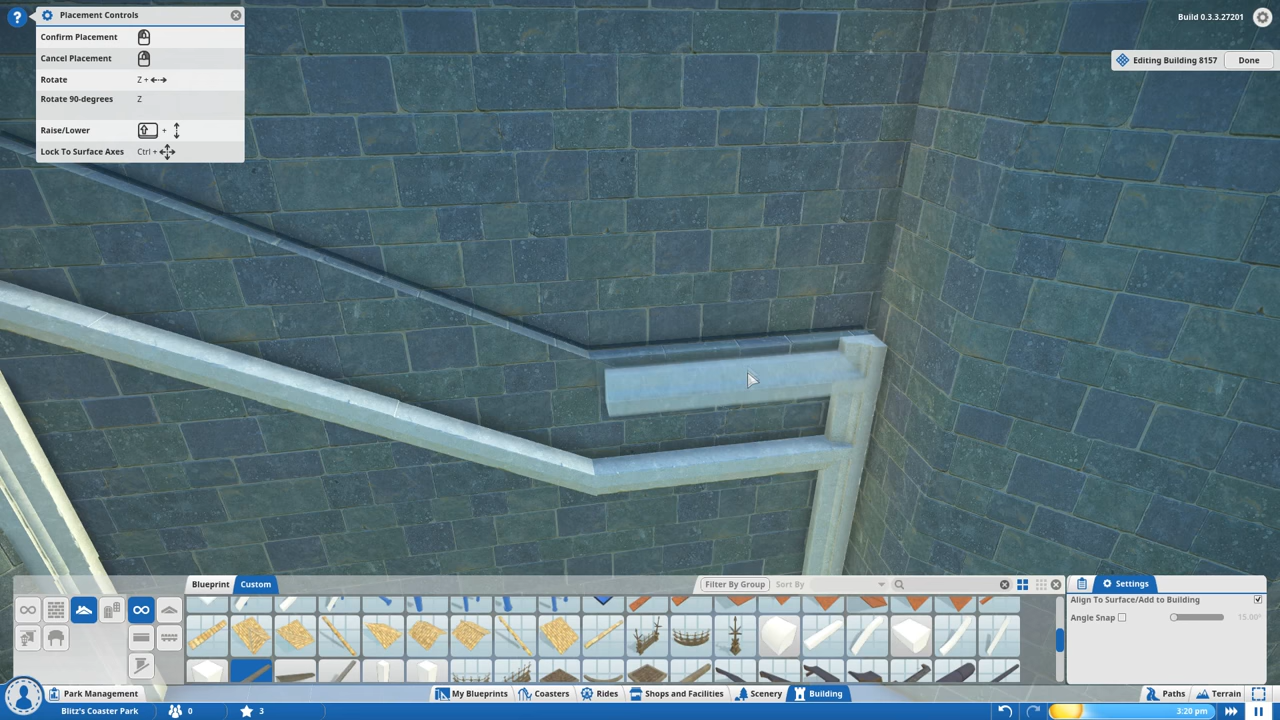 ?
Placement Controls
Confirm Placement
Cancel Placement
Rotate Z +
Rotate 90-degrees Z
Raise/Lower +
Lock To Surface Axes Ctrl +
Build 0.3.3.27201
Editing Building 8157 Done
Blueprint Custom Filter By Group Sort By
Settings
Align To Surface/Add to Building
Angle Snap 15.00°
Park Management My Blueprints Coasters Rides Shops and Facilities Scenery Building Paths Terrain
Blitz's Coaster Park 0 3 3:20 pm